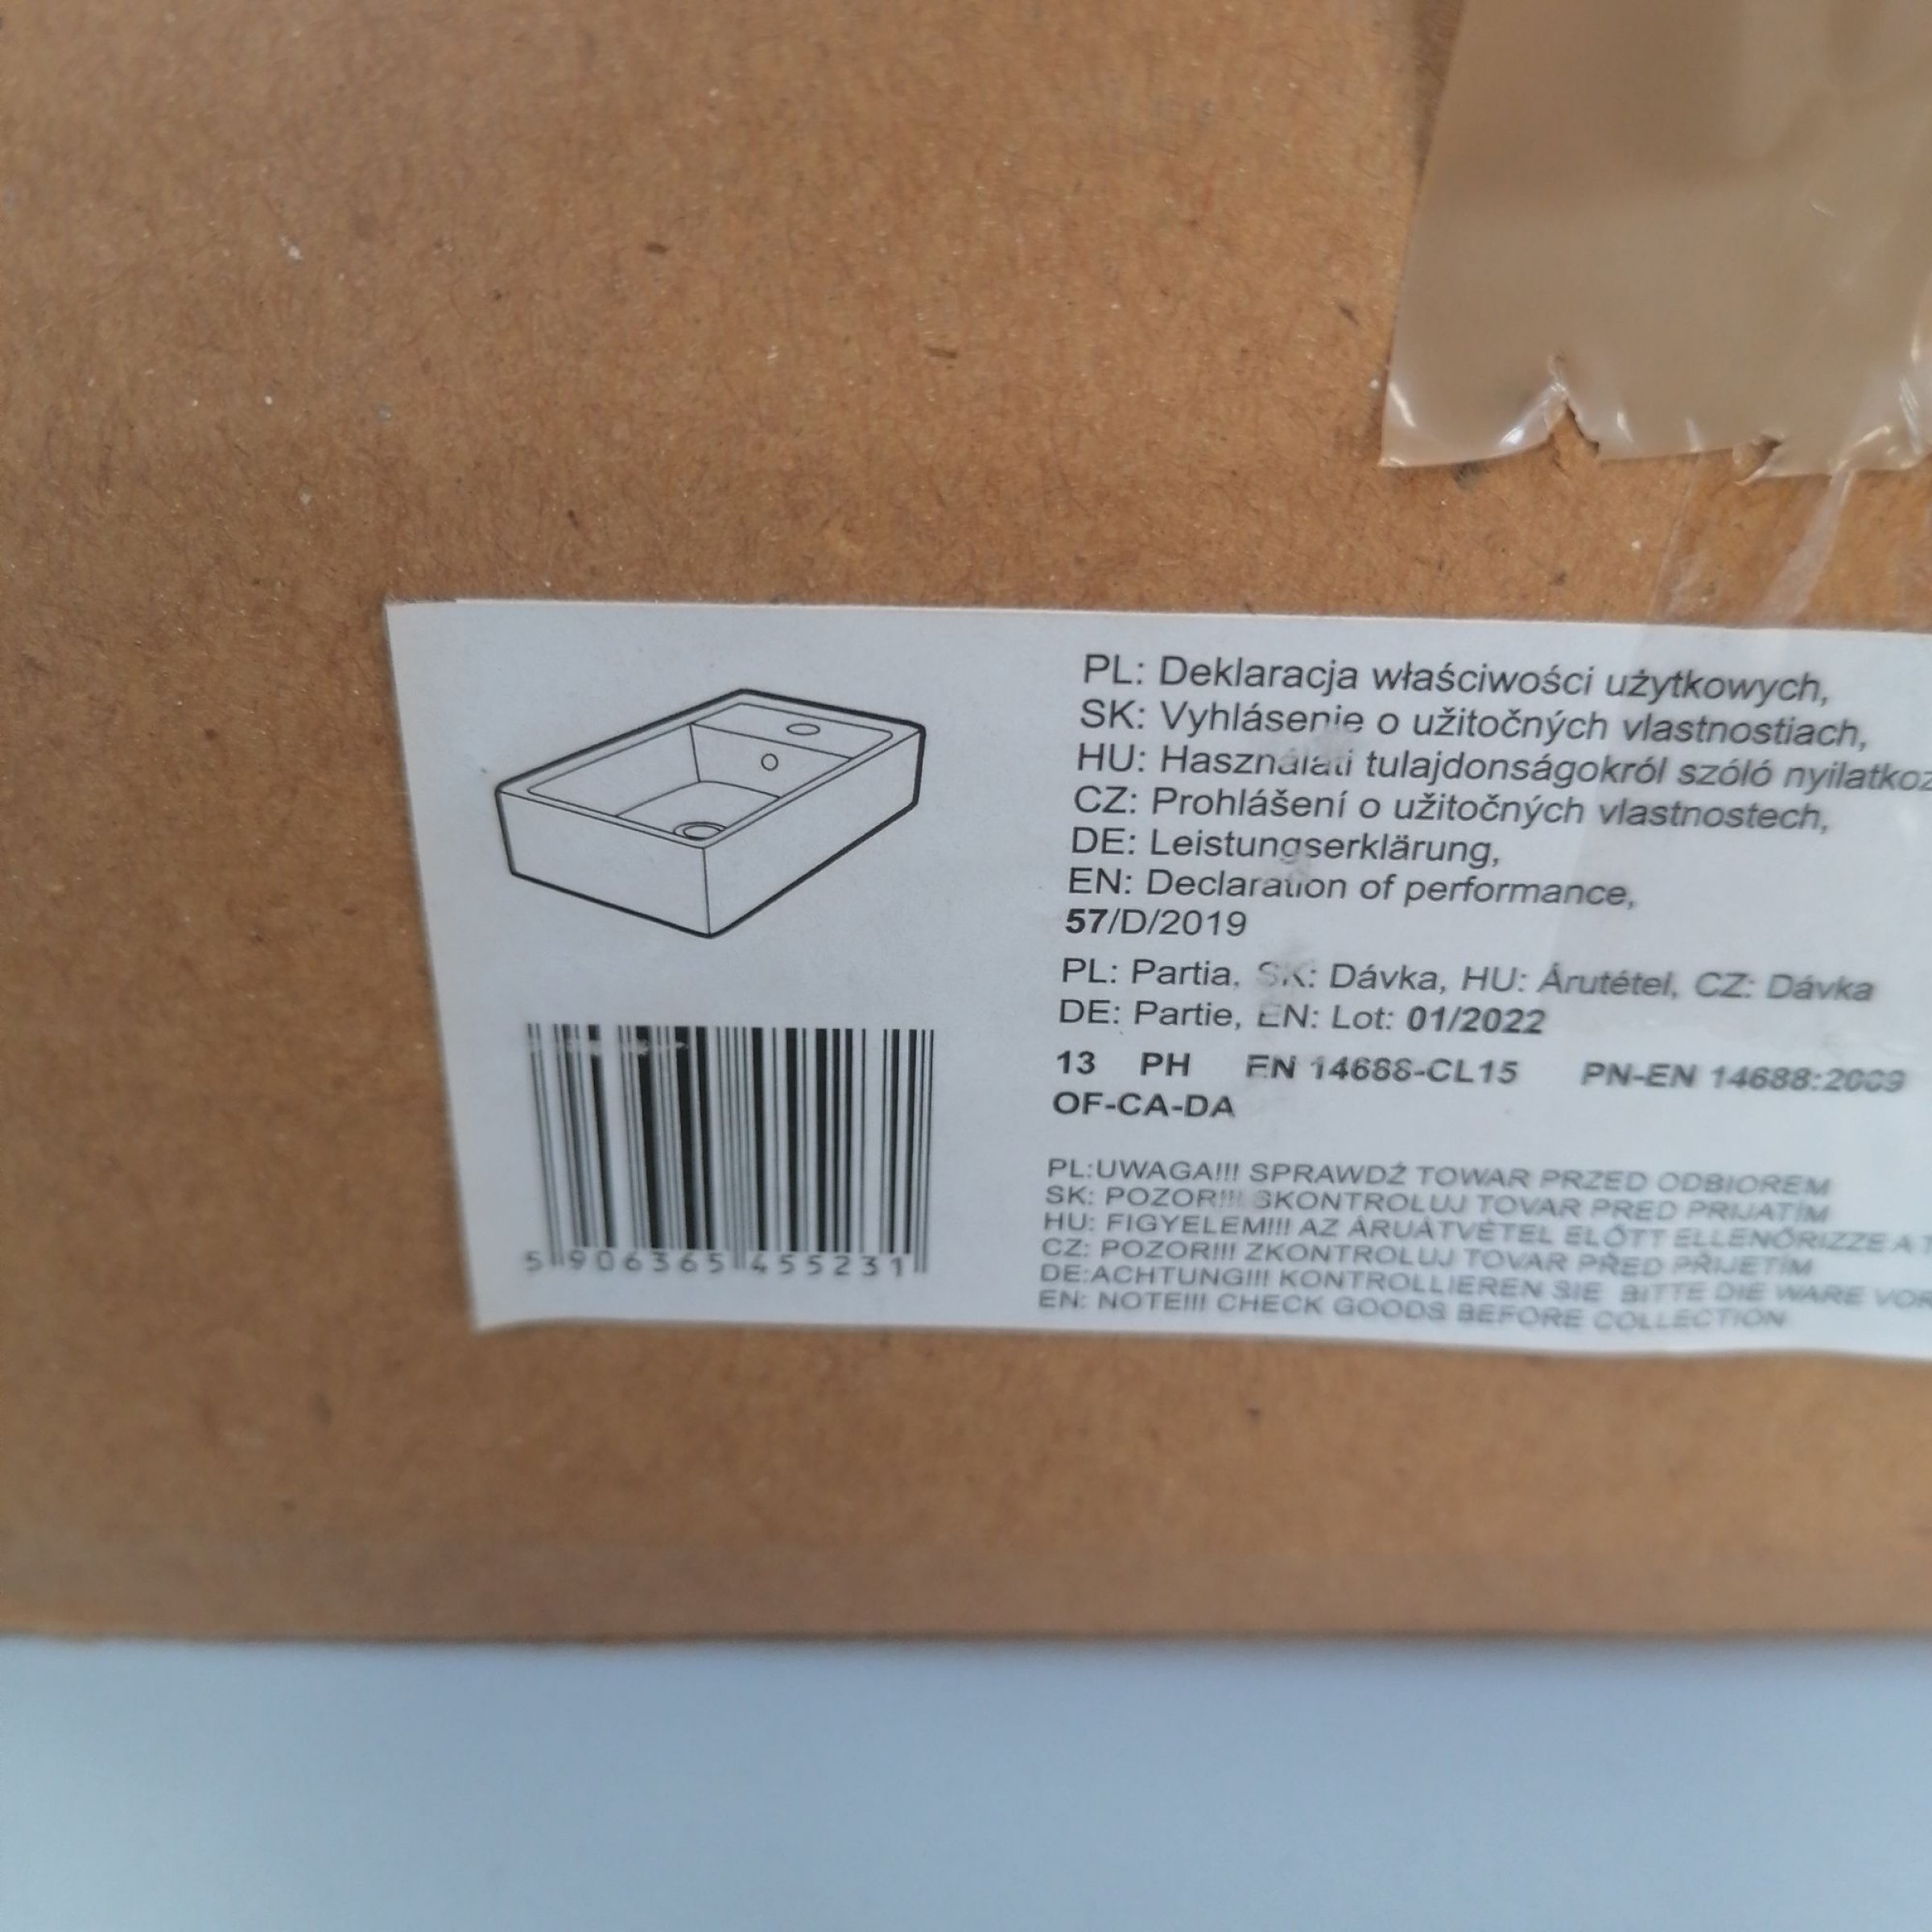 PL: Deklaracja właściwości użytkowych,
SK: Vyhlásenie o užitočných vlastnostiach,
HU: Használati tulajdonságokról szóló nyilatkoz
CZ: Prohlášení o užitočných vlastnostech,
DE: Leistungserklärung,
EN: Declaration of performance,
57/D/2019
PL: Partia, SK: Dávka, HU: Árutétel, CZ: Dávka
DE: Partie, EN: Lot: 01/2022
13 PH EN 14688-CL15 PN-EN 14688:2009
OF-CA-DA
PL:UWAGA!!! SPRAWDŹ TOWAR PRZED ODBIOREM
SK: POZOR!!! SKONTROLUJ TOVAR PRED PRIJATÍM
HU: FIGYELEM!!! AZ ÁRUÁTVÉTEL ELŐTT ELLENŐRIZZE A T
CZ: POZOR!!! ZKONTROLUJ TOVAR PŘED PŘIJETÍM
DE:ACHTUNG!!! KONTROLLIEREN SIE BITTE DIE WARE VOR
EN: NOTE!!! CHECK GOODS BEFORE COLLECTION
5 906365 455231